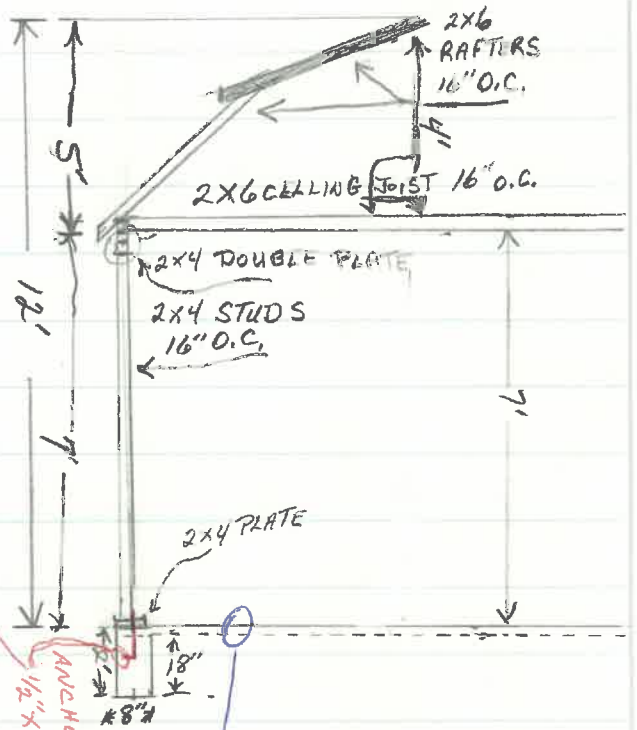 2X6
RAFTERS
16" O.C.
4'
5'
2X6 CEILING JOIST 16" O.C.
2X4 DOUBLE PLATE
2X4 STUDS
16" O.C.
12'
7'
7'
2X4 PLATE
18"
8"
1/2" X